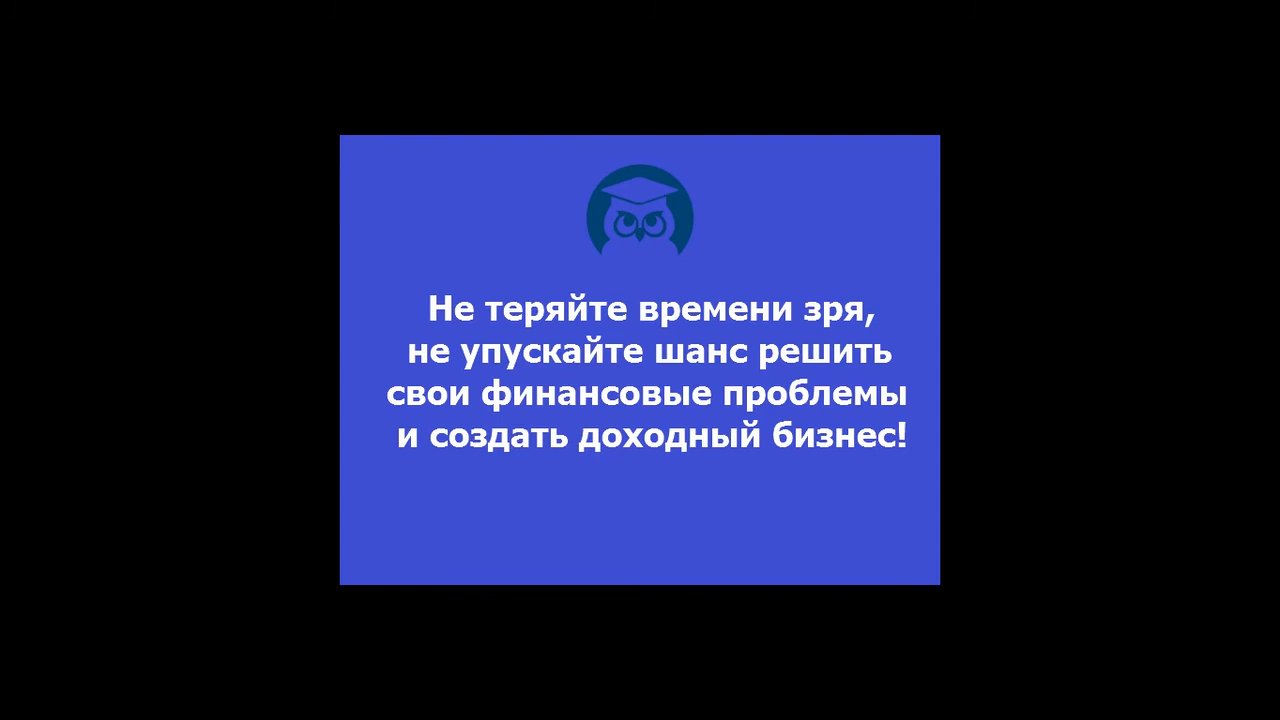 Не теряйте времени зря,
не упускайте шанс решить
свои финансовые проблемы
и создать доходный бизнес!